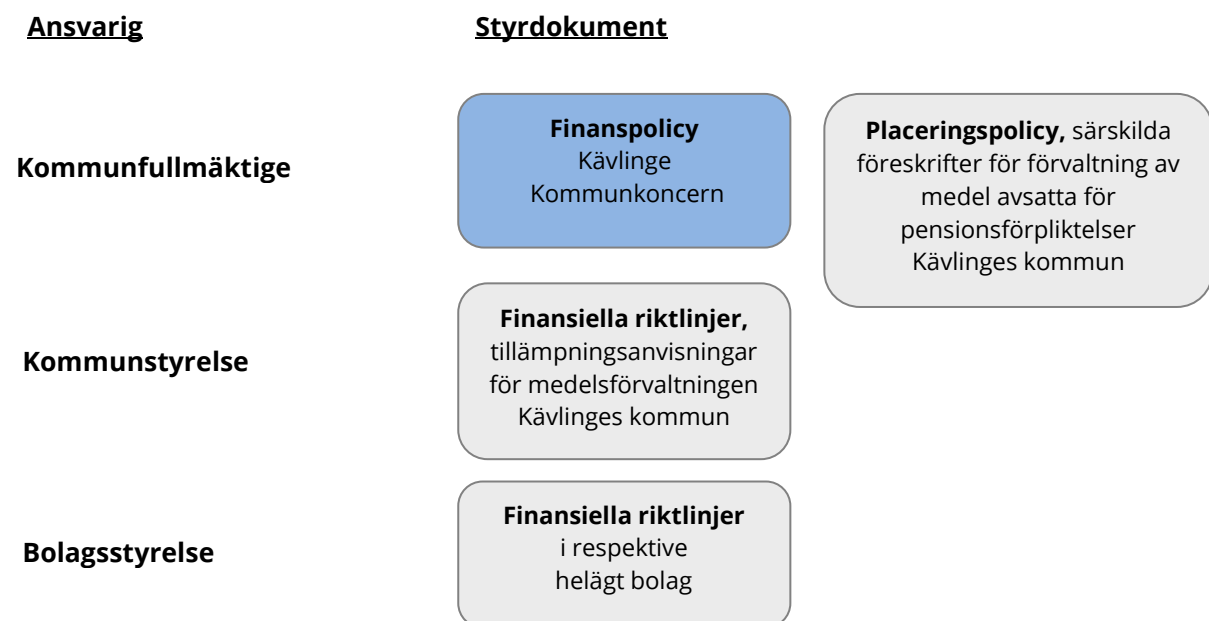 Ansvarig
Styrdokument
Kommunfullmäktige
Finanspolicy
Kävlinge
Kommunkoncern
Placeringspolicy, särskilda
föreskrifter för förvaltning av
medel avsatta för
pensionsförpliktelser
Kävlinges kommun
Kommunstyrelse
Finansiella riktlinjer,
tillämpningsanvisningar
för medelsförvaltningen
Kävlinges kommun
Bolagsstyrelse
Finansiella riktlinjer
i respektive
helägt bolag